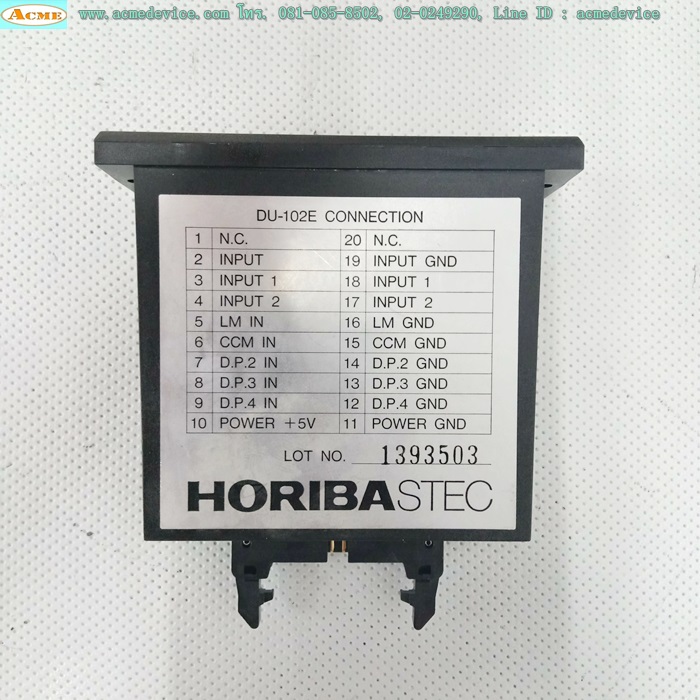 ACME
www.acmedevice.com โทร. 081-085-8502, 02-0249290, Line ID : acmedevice
DU-102E CONNECTION
1 N.C. 20 N.C.
2 INPUT 19 INPUT GND
3 INPUT 1 18 INPUT 1
4 INPUT 2 17 INPUT 2
5 LM IN 16 LM GND
6 CCM IN 15 CCM GND
7 D.P.2 IN 14 D.P.2 GND
8 D.P.3 IN 13 D.P.3 GND
9 D.P.4 IN 12 D.P.4 GND
10 POWER +5V 11 POWER GND
LOT NO. 1393503
HORIBASTEC